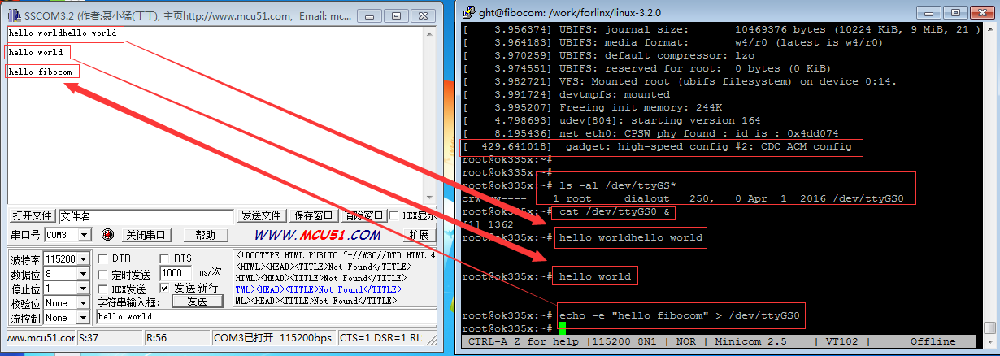 SSCOM3.2 (作者:聂小猛(丁丁), 主页http://www.mcu51.com, Email: mc...
hello worldhello world
hello world
hello fibocom
打开文件 文件名 发送文件 保存窗口 清除窗口 HEX显示
串口号 COM3 关闭串口 帮助 WWW.MCU51.COM 扩展
波特率 115200 DTR RTS
数据位 8 定时发送 1000 ms/次
停止位 1 HEX发送 发送新行
校验位 None 字符串输入框: 发送
流控制 None hello world
<!DOCTYPE HTML PUBLIC "-//W3C//DTD HTML 4.
<HTML><HEAD><TITLE>Not Found</TITLE>
HTML><HEAD><TITLE>Not Found</TITLE>
TML><HEAD><TITLE>Not Found</TITLE>
ML><HEAD><TITLE>Not Found</TITLE>
www.mcu51.com S:37 R:56 COM3已打开 115200bps CTS=1 DSR=1 RL
ght@fibocom: /work/forlinx/linux-3.2.0
[ 3.956374] UBIFS: journal size: 10469376 bytes (10224 KiB, 9 MiB, 21 )
[ 3.964183] UBIFS: media format: w4/r0 (latest is w4/r0)
[ 3.970259] UBIFS: default compressor: lzo
[ 3.974551] UBIFS: reserved for root: 0 bytes (0 KiB)
[ 3.982721] VFS: Mounted root (ubifs filesystem) on device 0:14.
[ 3.991724] devtmpfs: mounted
[ 3.995207] Freeing init memory: 244K
[ 4.798693] udev[804]: starting version 164
[ 8.195436] net eth0: CPSW phy found : id is : 0x4dd074
[ 429.641018] gadget: high-speed config #2: CDC ACM config
root@ok335x:~#
root@ok335x:~#
root@ok335x:~# ls -al /dev/ttyGS*
crw-rw---- 1 root dialout 250, 0 Apr 1 2016 /dev/ttyGS0
root@ok335x:~# cat /dev/ttyGS0 &
[1] 1362
root@ok335x:~# hello worldhello world
root@ok335x:~# hello world
root@ok335x:~# echo -e "hello fibocom" > /dev/ttyGS0
root@ok335x:~#
CTRL-A Z for help |115200 8N1 | NOR | Minicom 2.5 | VT102 | Offline